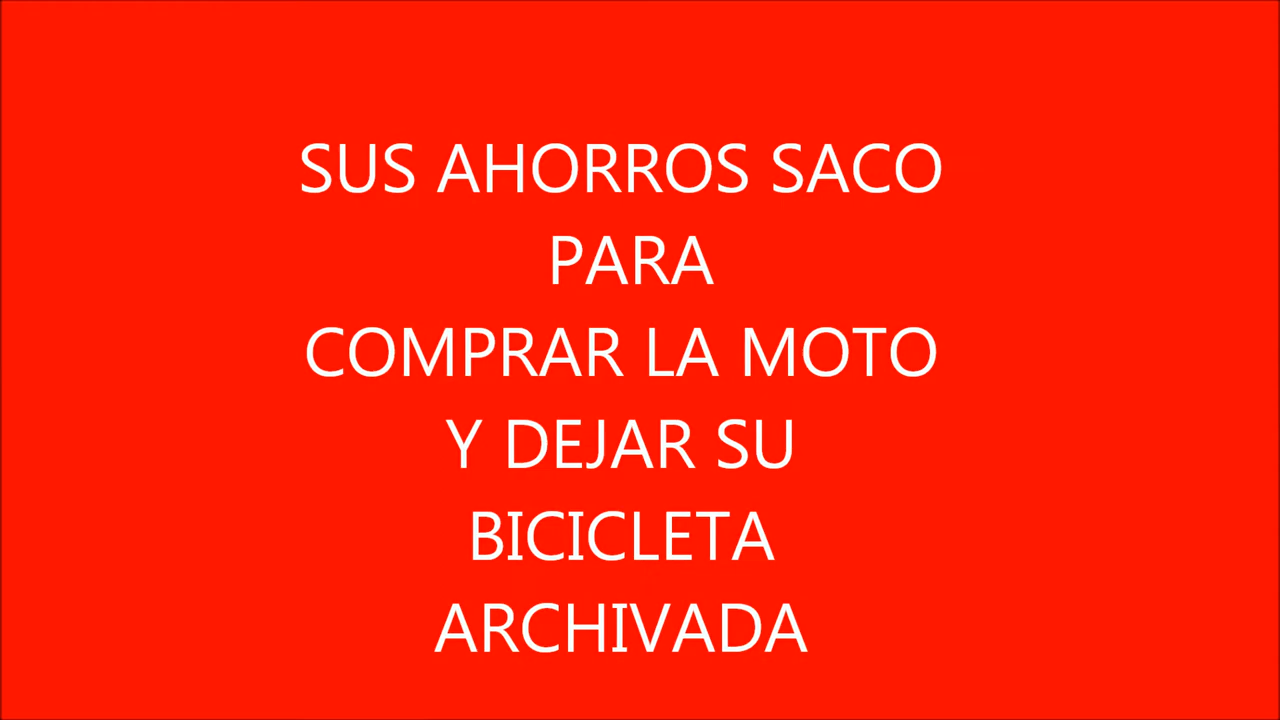 SUS AHORROS SACO
PARA
COMPRAR LA MOTO
Y DEJAR SU
BICICLETA
ARCHIVADA